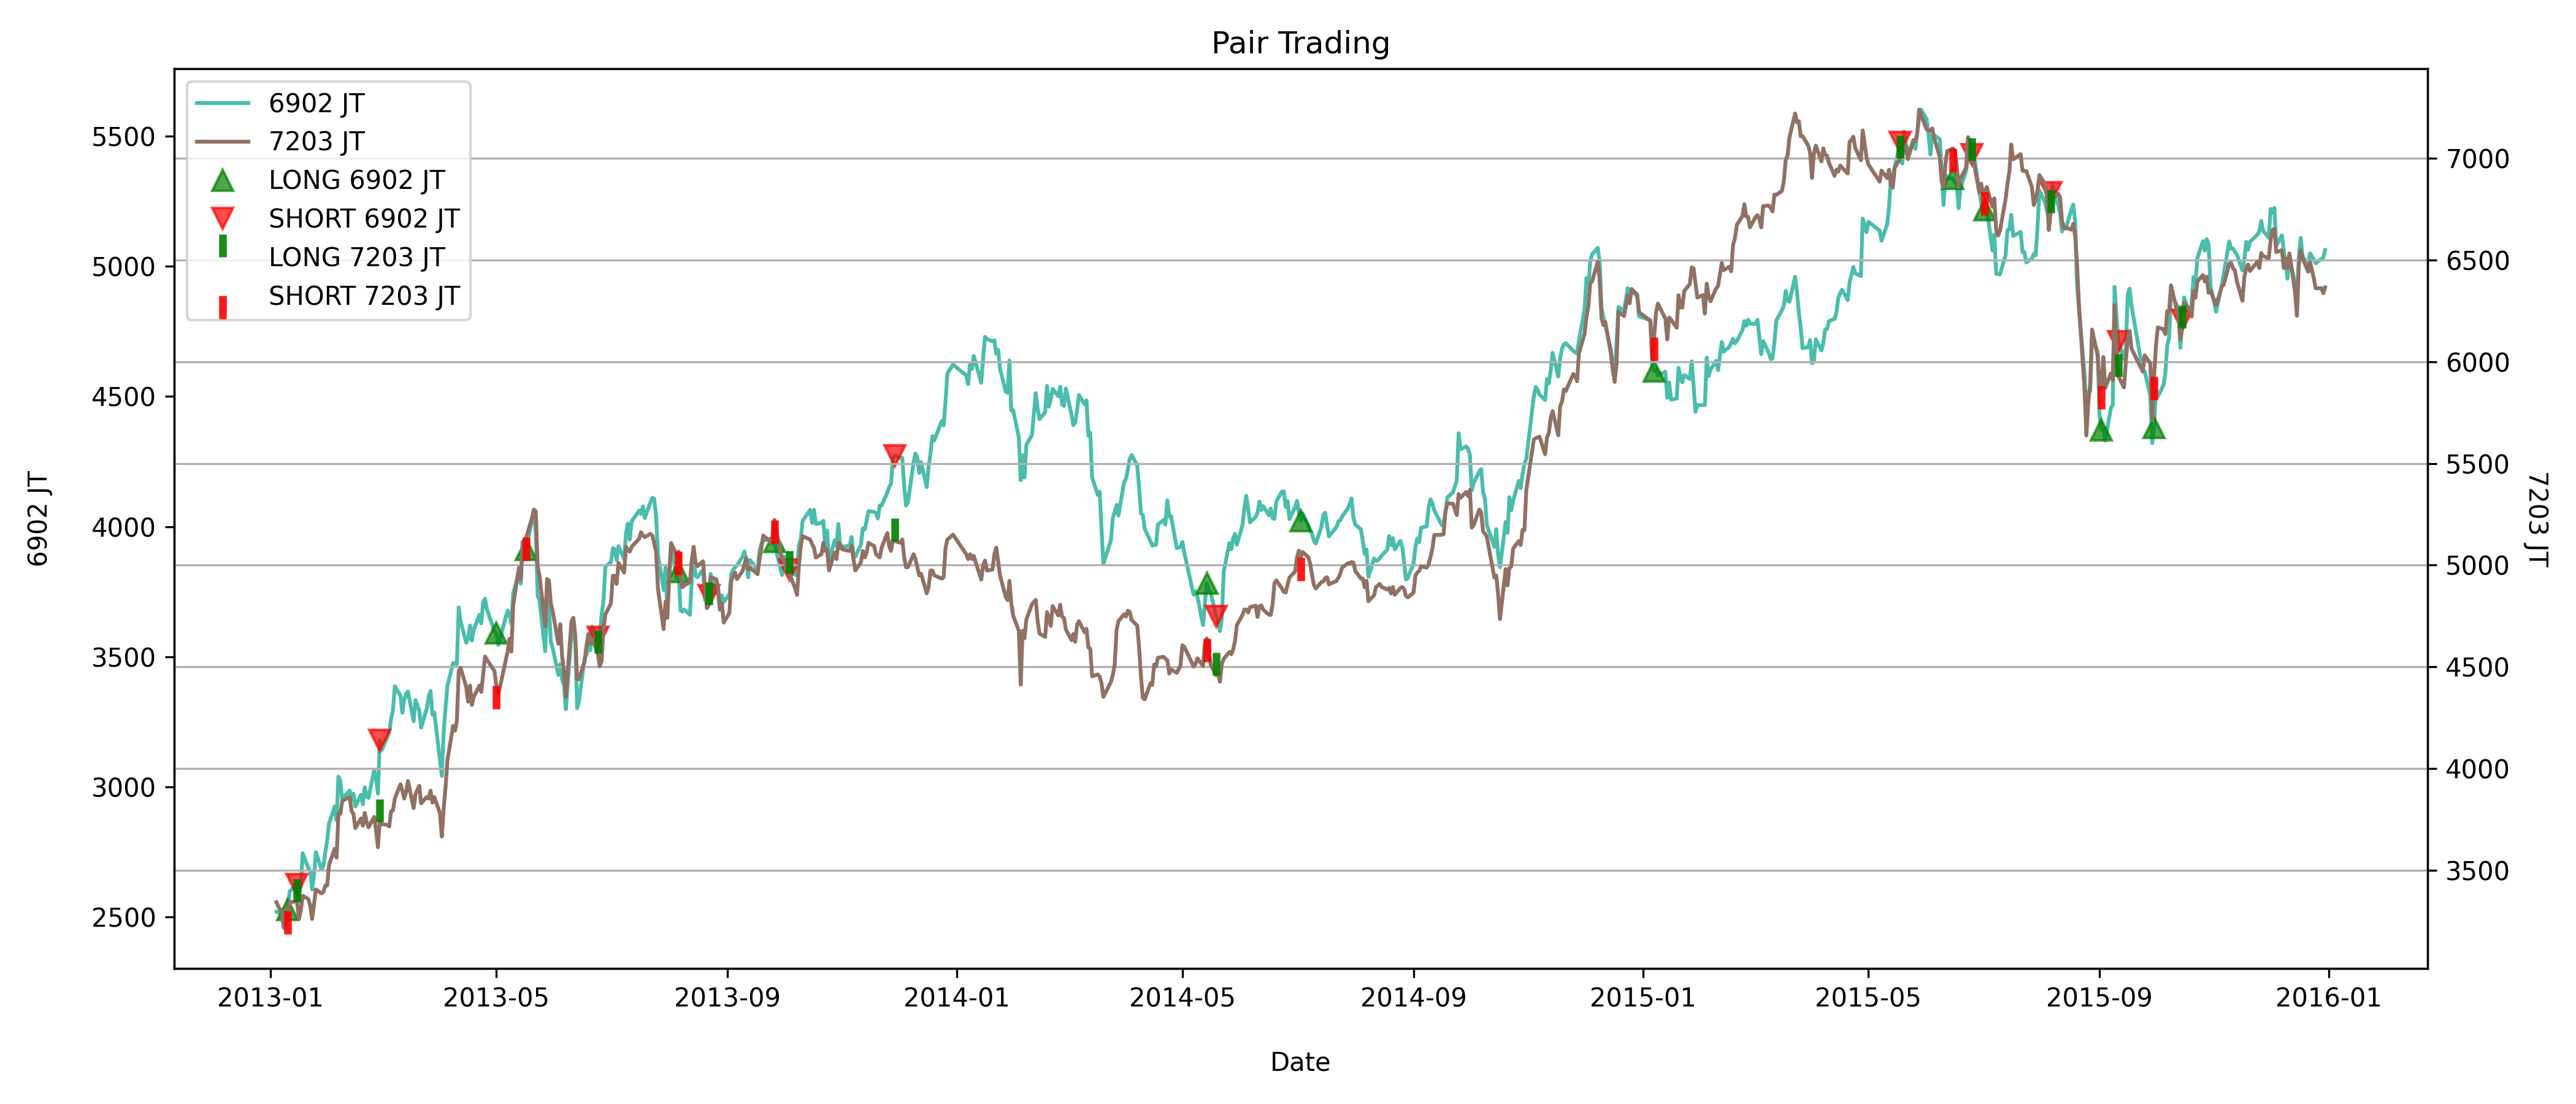 Pair Trading
6902 JT
7203 JT
LONG 6902 JT
SHORT 6902 JT
LONG 7203 JT
SHORT 7203 JT
5500
5000
4500
4000
3500
3000
2500
6902 JT
7000
6500
6000
5500
5000
4500
4000
3500
7203 JT
2013-01 2013-05 2013-09 2014-01 2014-05 2014-09 2015-01 2015-05 2015-09 2016-01
Date